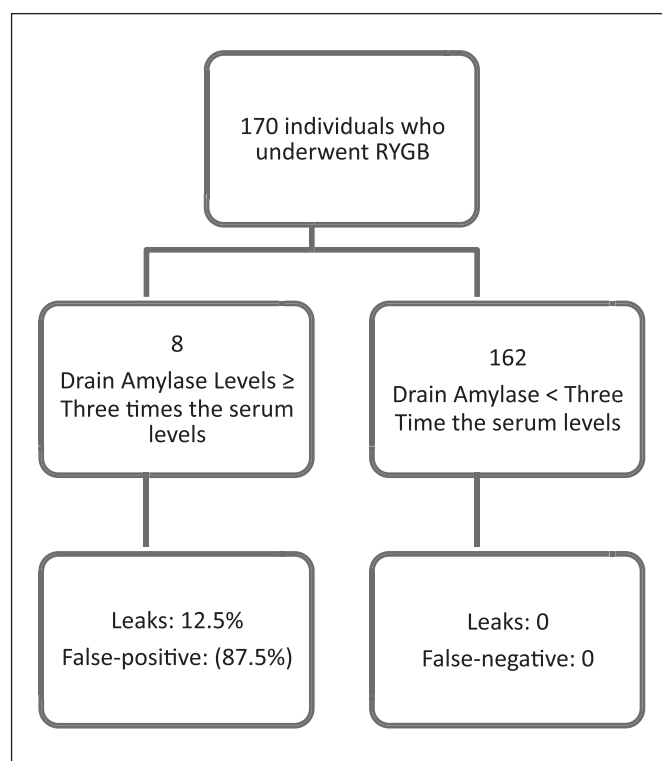 170 individuals who
underwent RYGB
8
Drain Amylase Levels ≥
Three times the serum
levels
162
Drain Amylase < Three
Time the serum levels
Leaks: 12.5%
False-positive: (87.5%)
Leaks: 0
False-negative: 0